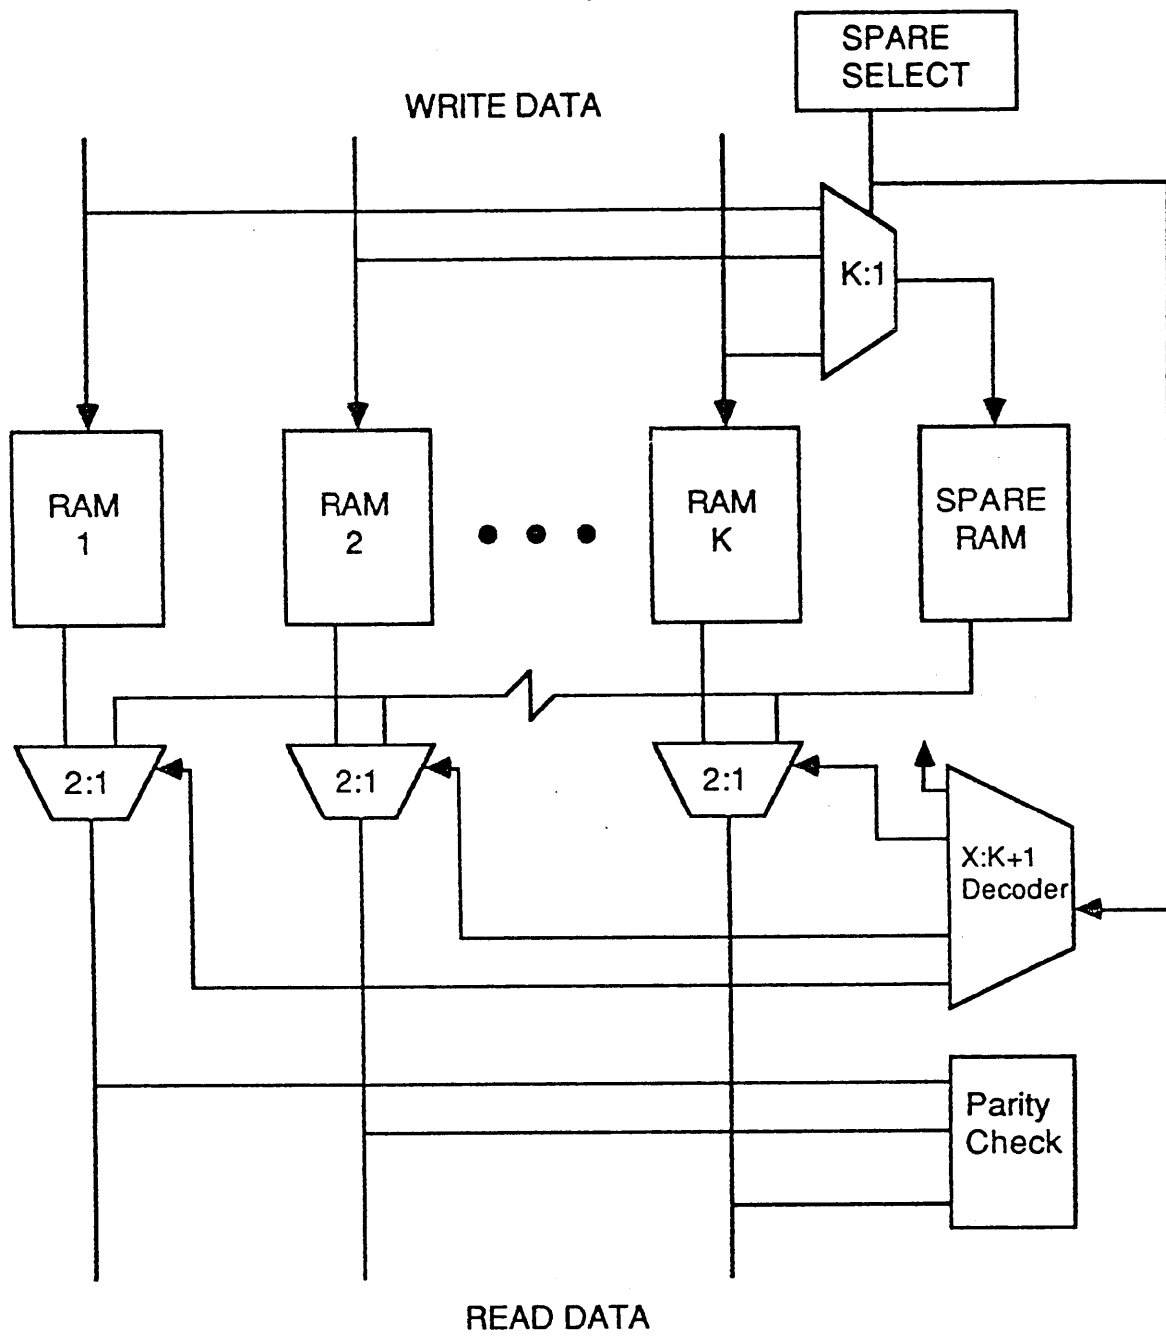 SPARE
SELECT
WRITE DATA
K:1
RAM
1
RAM
2
RAM
K
SPARE
RAM
2:1
2:1
2:1
X:K+1
Decoder
Parity
Check
READ DATA